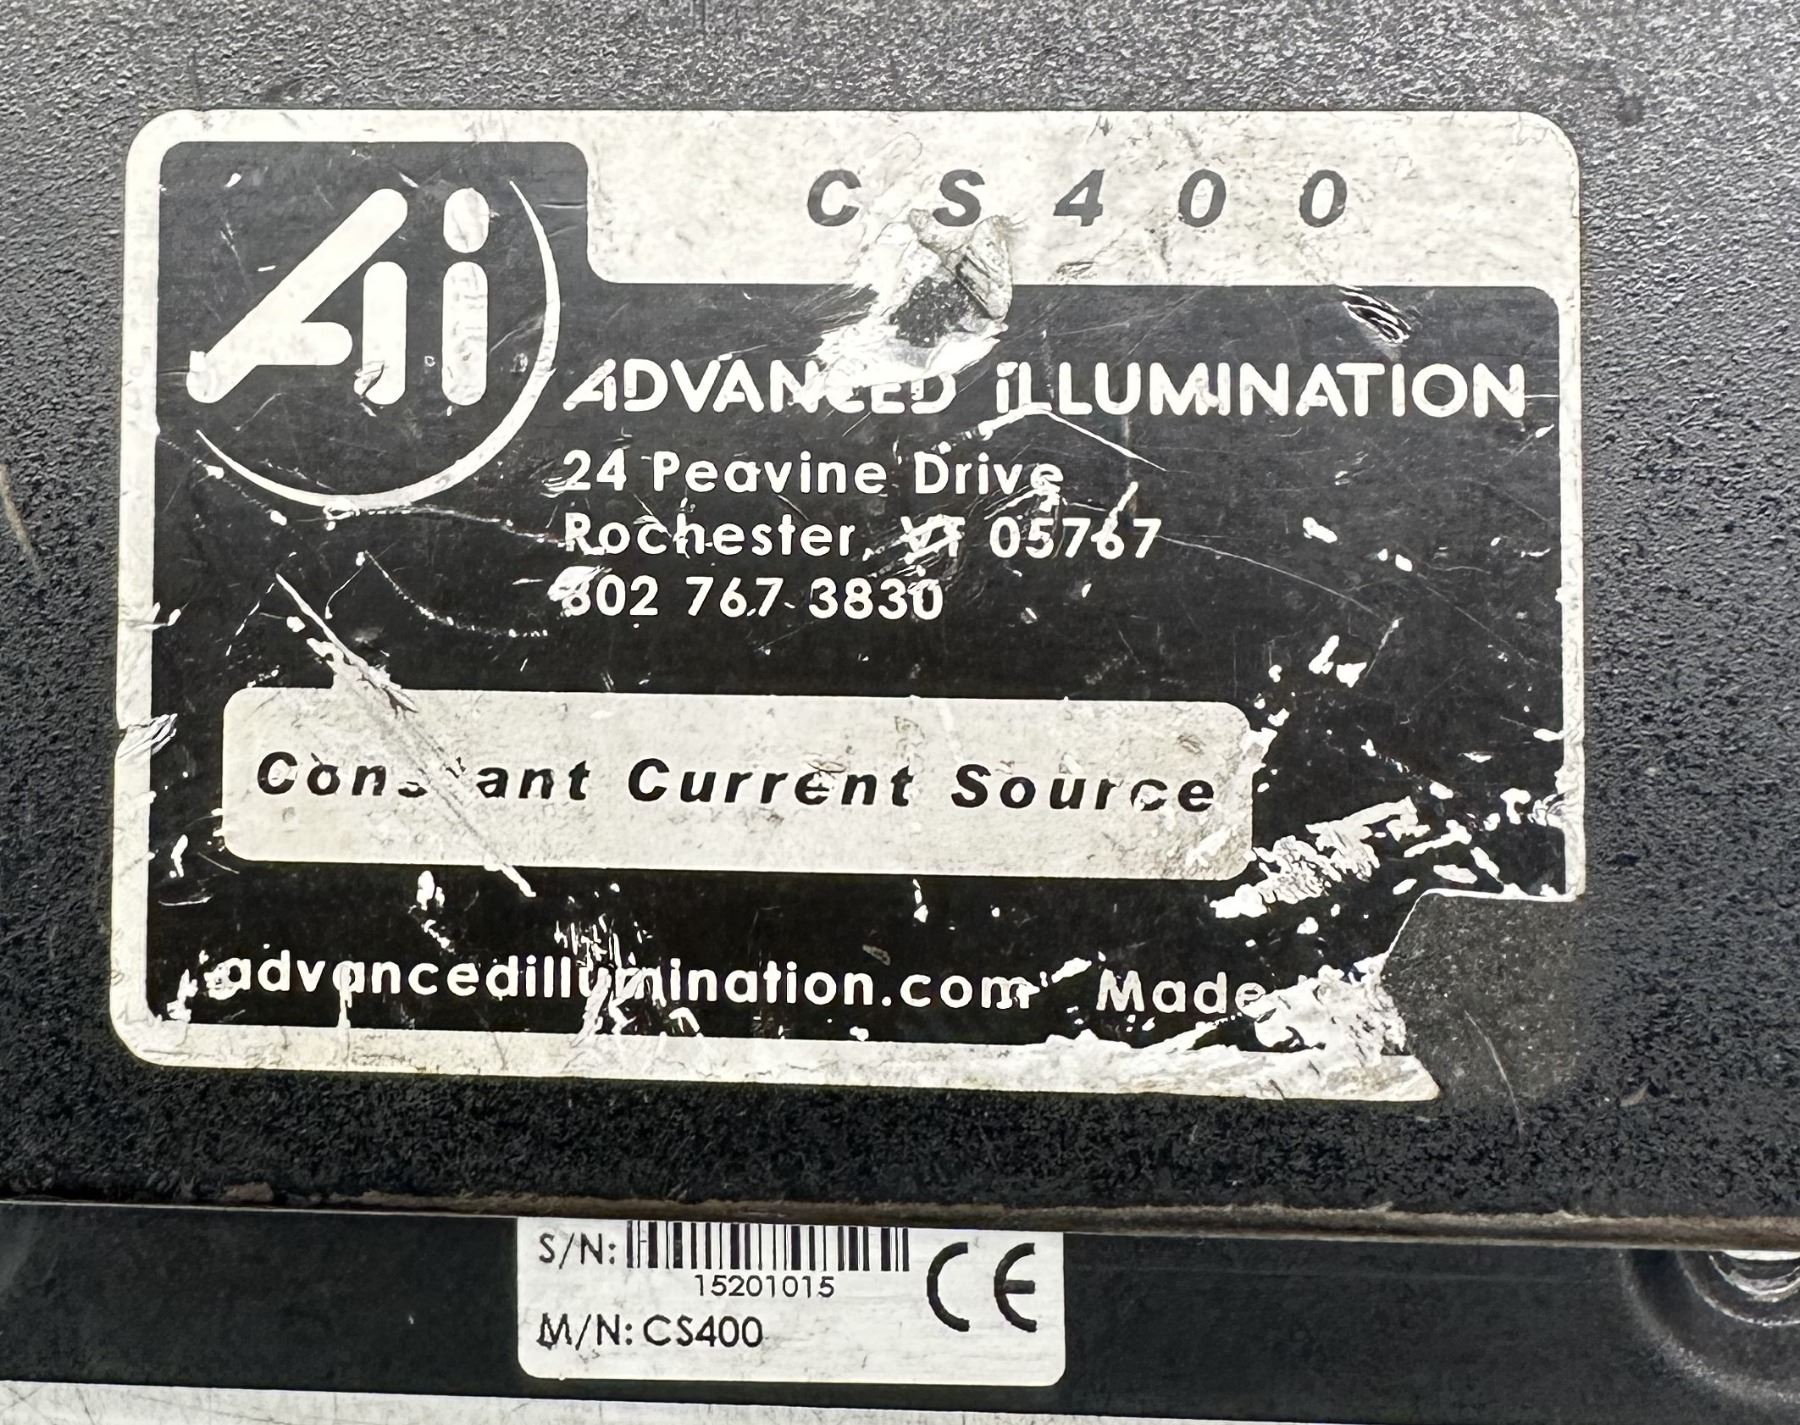 Ai
CS400
ADVANCED iLLUMINATION
24 Peavine Drive
Rochester, VT 05767
802 767 3830
Constant Current Source
advancedillumination.com Made
S/N:
15201015
CE
M/N: CS400